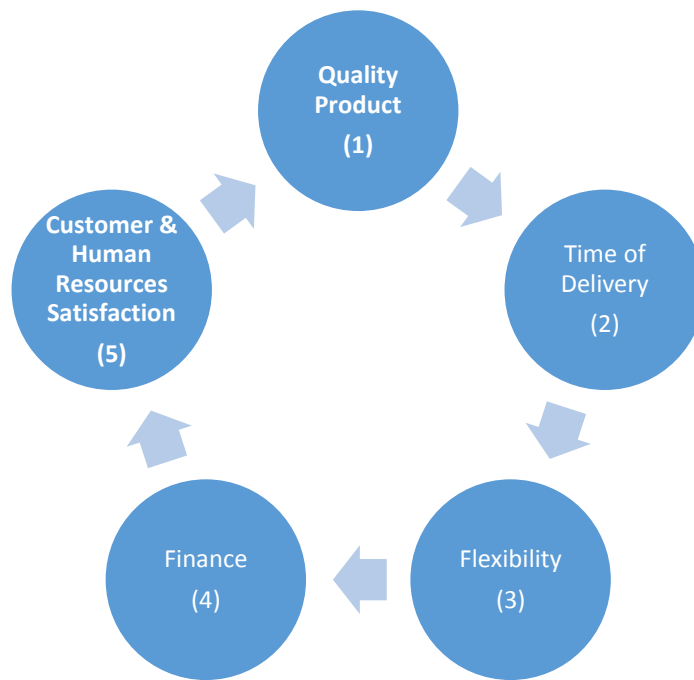 Quality
Product
(1)
Time of
Delivery
(2)
Flexibility
(3)
Finance
(4)
Customer &
Human
Resources
Satisfaction
(5)